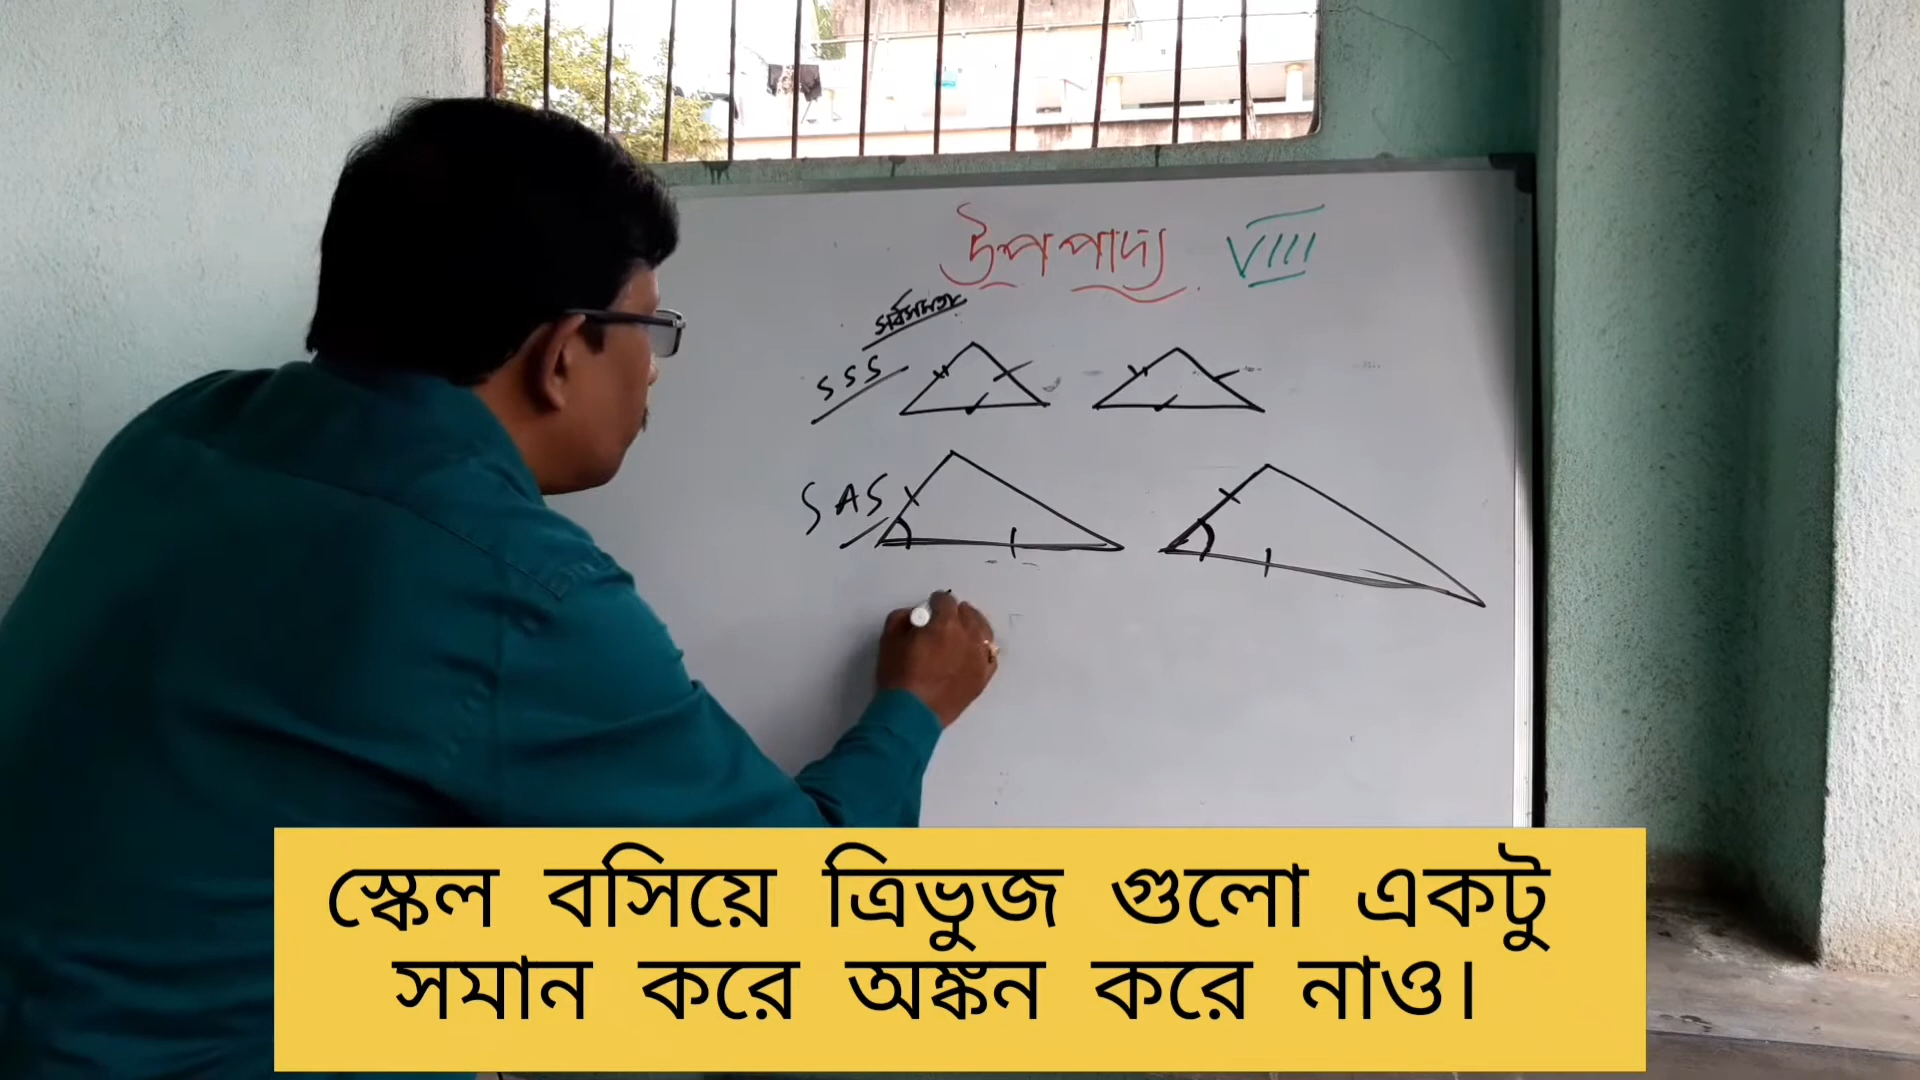 উপপাদ্য VIII
সর্বসমতা
SSS
SAS
স্কেল বসিয়ে ত্রিভুজ গুলো একটু
সমান করে অঙ্কন করে নাও।